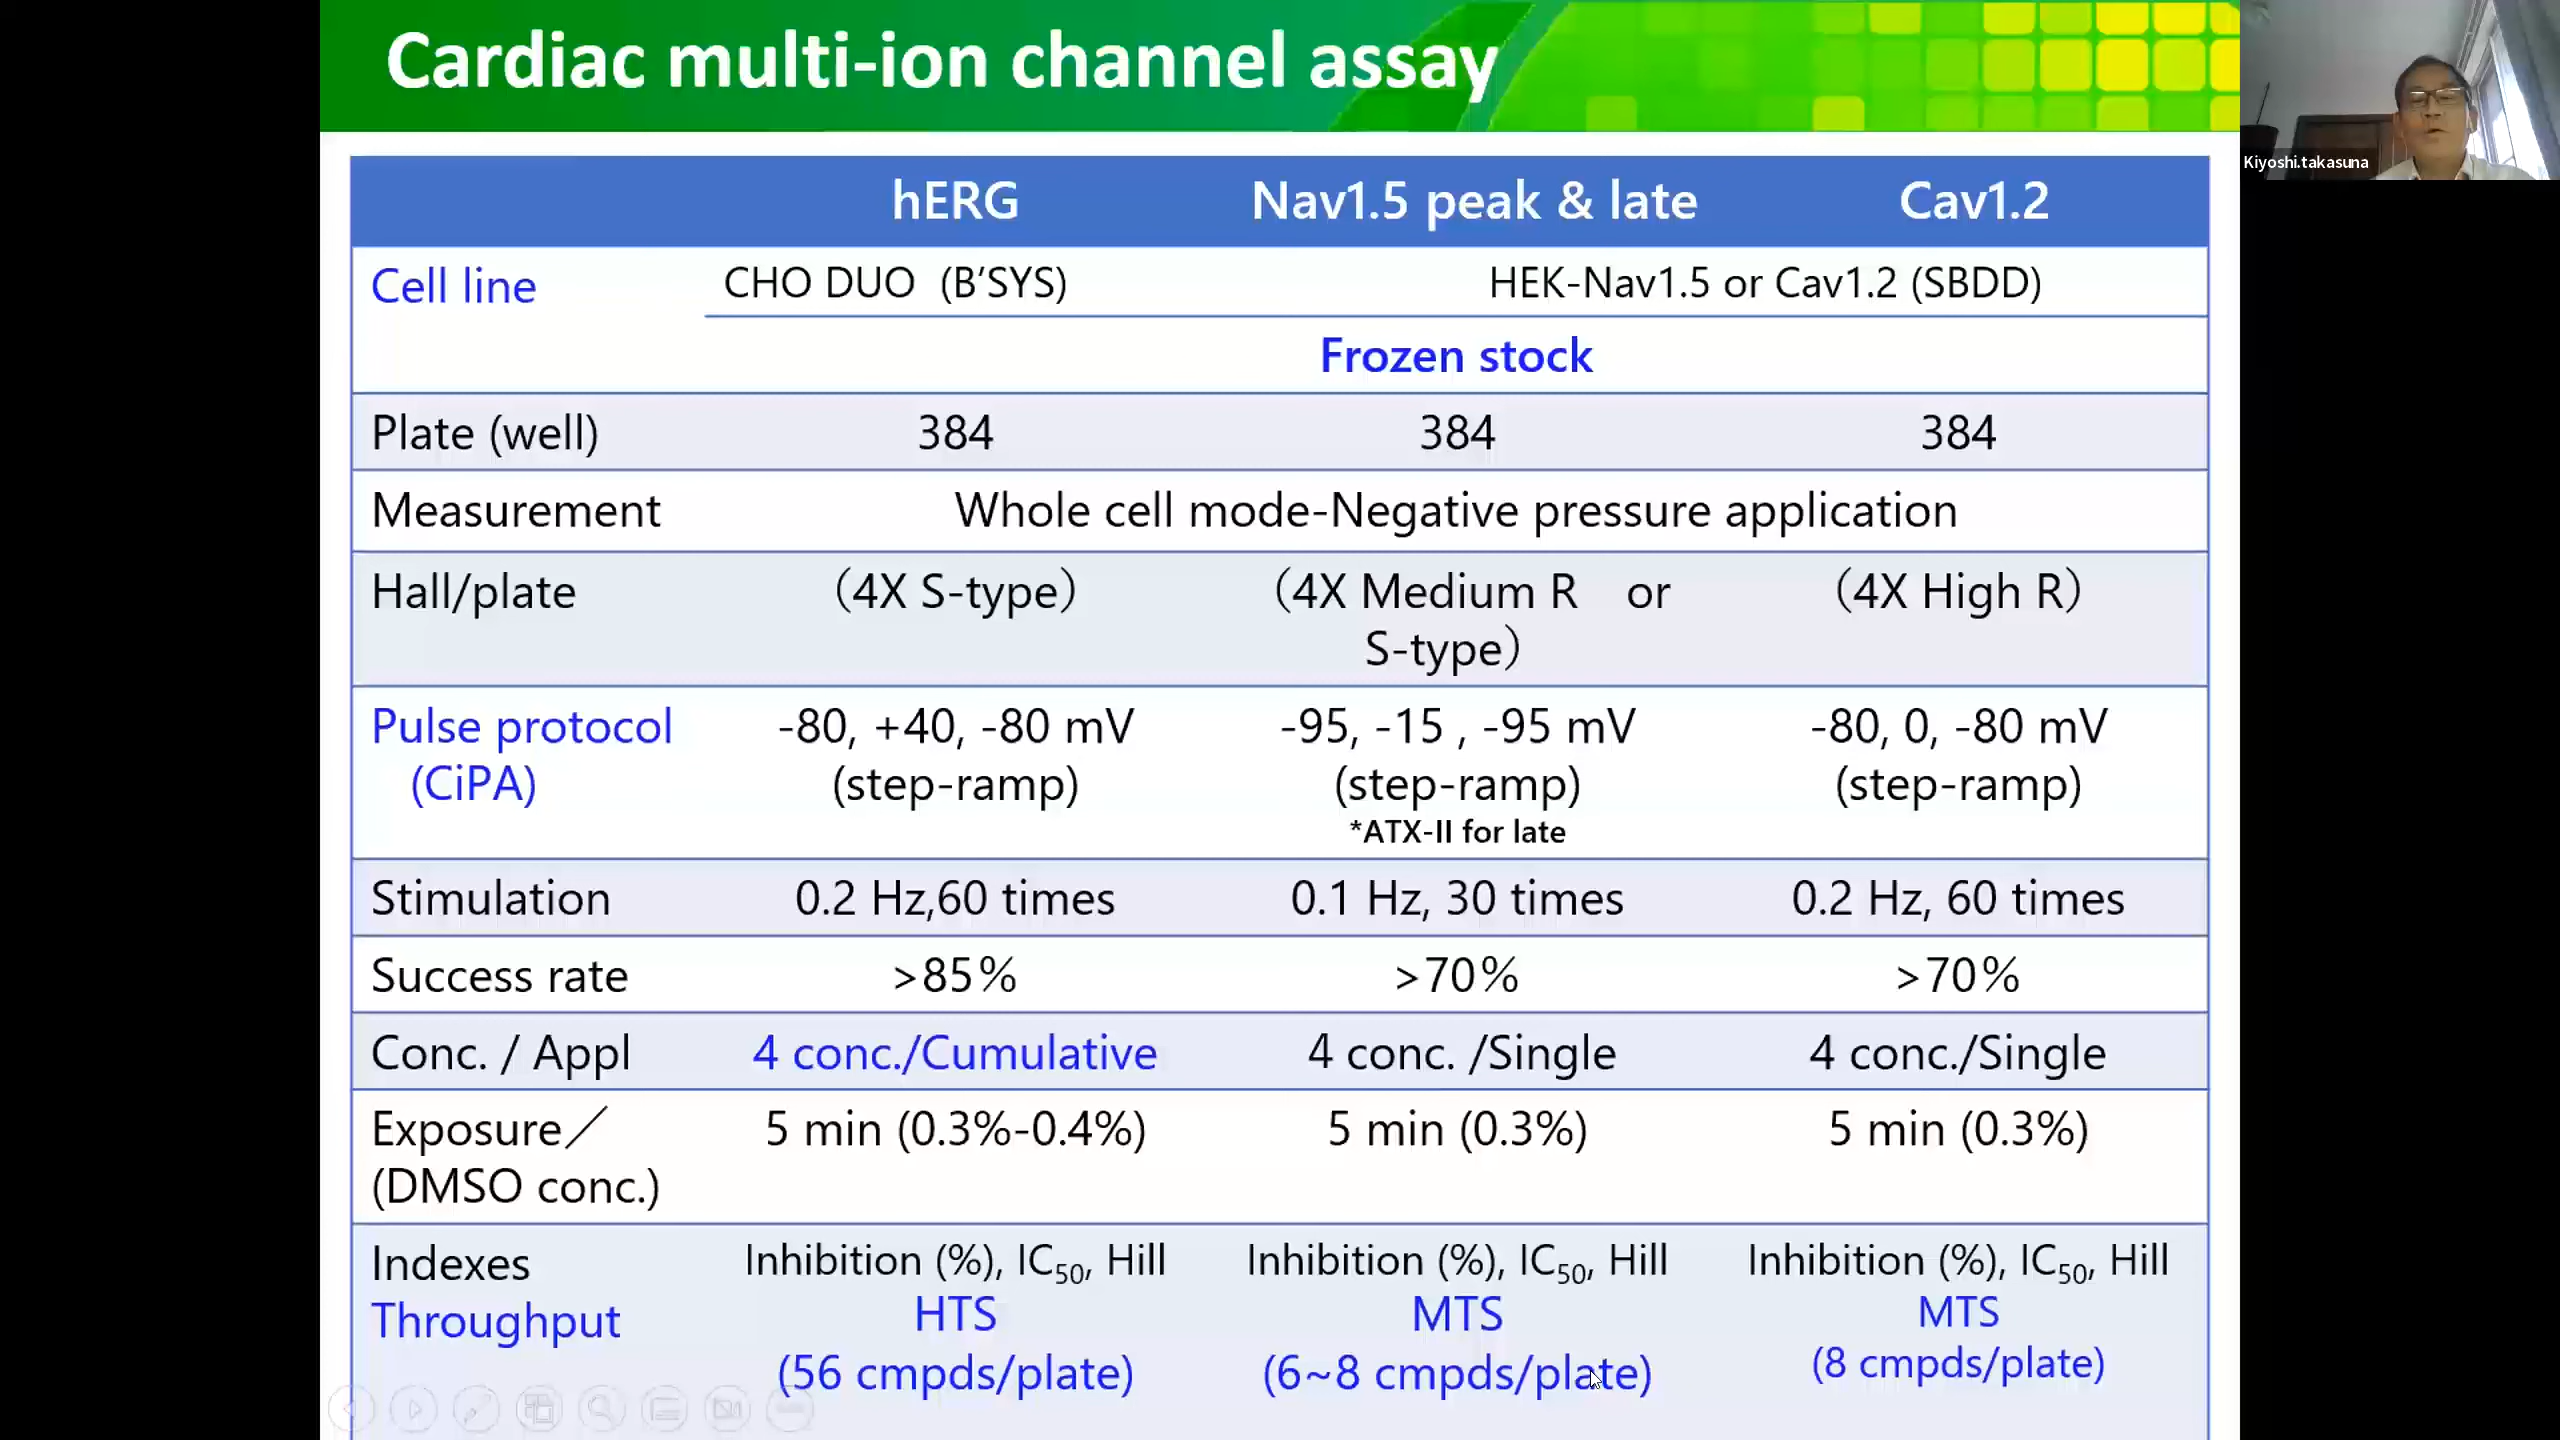 Cardiac multi-ion channel assay
Kiyoshi.takasuna
hERG Nav1.5 peak & late Cav1.2
Cell line CHO DUO (B’SYS) HEK-Nav1.5 or Cav1.2 (SBDD)
Frozen stock
Plate (well) 384 384 384
Measurement Whole cell mode-Negative pressure application
Hall/plate （4X S-type） （4X Medium R or
S-type） （4X High R）
Pulse protocol
(CiPA) -80, +40, -80 mV
(step-ramp) -95, -15 , -95 mV
(step-ramp)
*ATX-II for late -80, 0, -80 mV
(step-ramp)
Stimulation 0.2 Hz,60 times 0.1 Hz, 30 times 0.2 Hz, 60 times
Success rate >85% >70% >70%
Conc. / Appl 4 conc./Cumulative 4 conc. /Single 4 conc./Single
Exposure／
(DMSO conc.) 5 min (0.3%-0.4%) 5 min (0.3%) 5 min (0.3%)
Indexes Inhibition (%), IC50, Hill Inhibition (%), IC50, Hill Inhibition (%), IC50, Hill
Throughput HTS MTS MTS
(56 cmpds/plate) (6~8 cmpds/plate) (8 cmpds/plate)